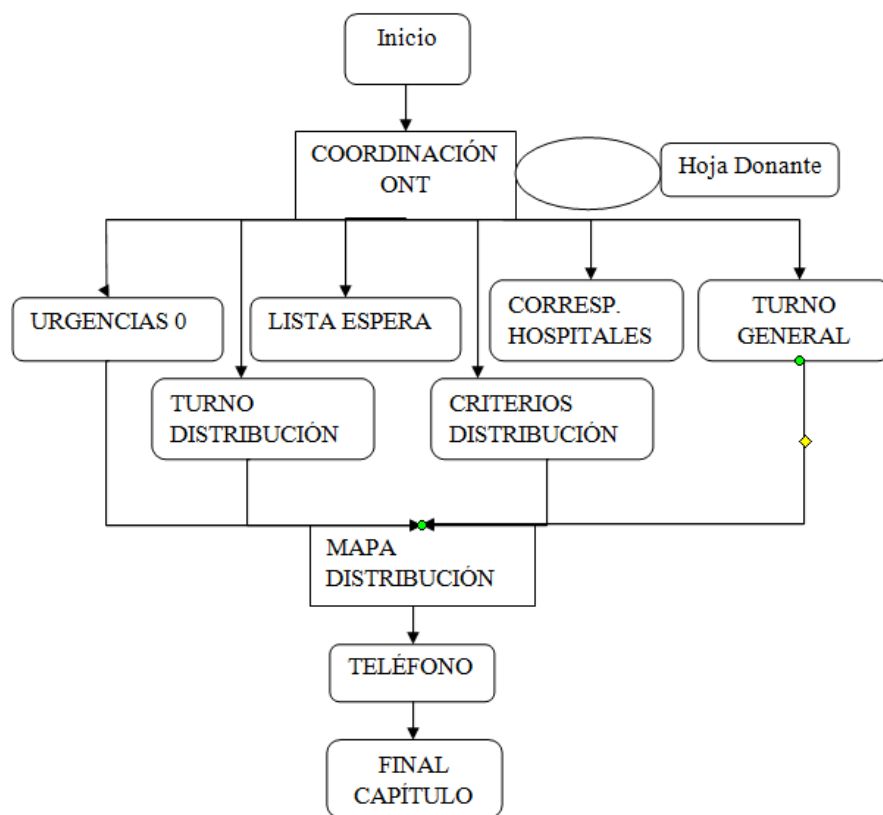 Inicio
COORDINACIÓN
ONT
Hoja Donante
URGENCIAS 0
LISTA ESPERA
CORRESP.
HOSPITALES
TURNO
GENERAL
TURNO
DISTRIBUCIÓN
CRITERIOS
DISTRIBUCIÓN
MAPA
DISTRIBUCIÓN
TELÉFONO
FINAL
CAPÍTULO